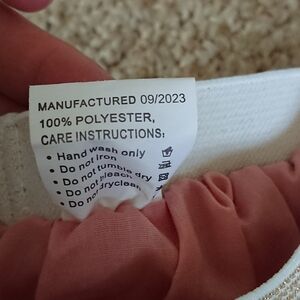 MANUFACTURED 09/2023
100% POLYESTER,
CARE INSTRUCTIONS:
• Hand wash only
• Do not iron
• Do not tumble dry
• Do not bleach
• Do not dryclean